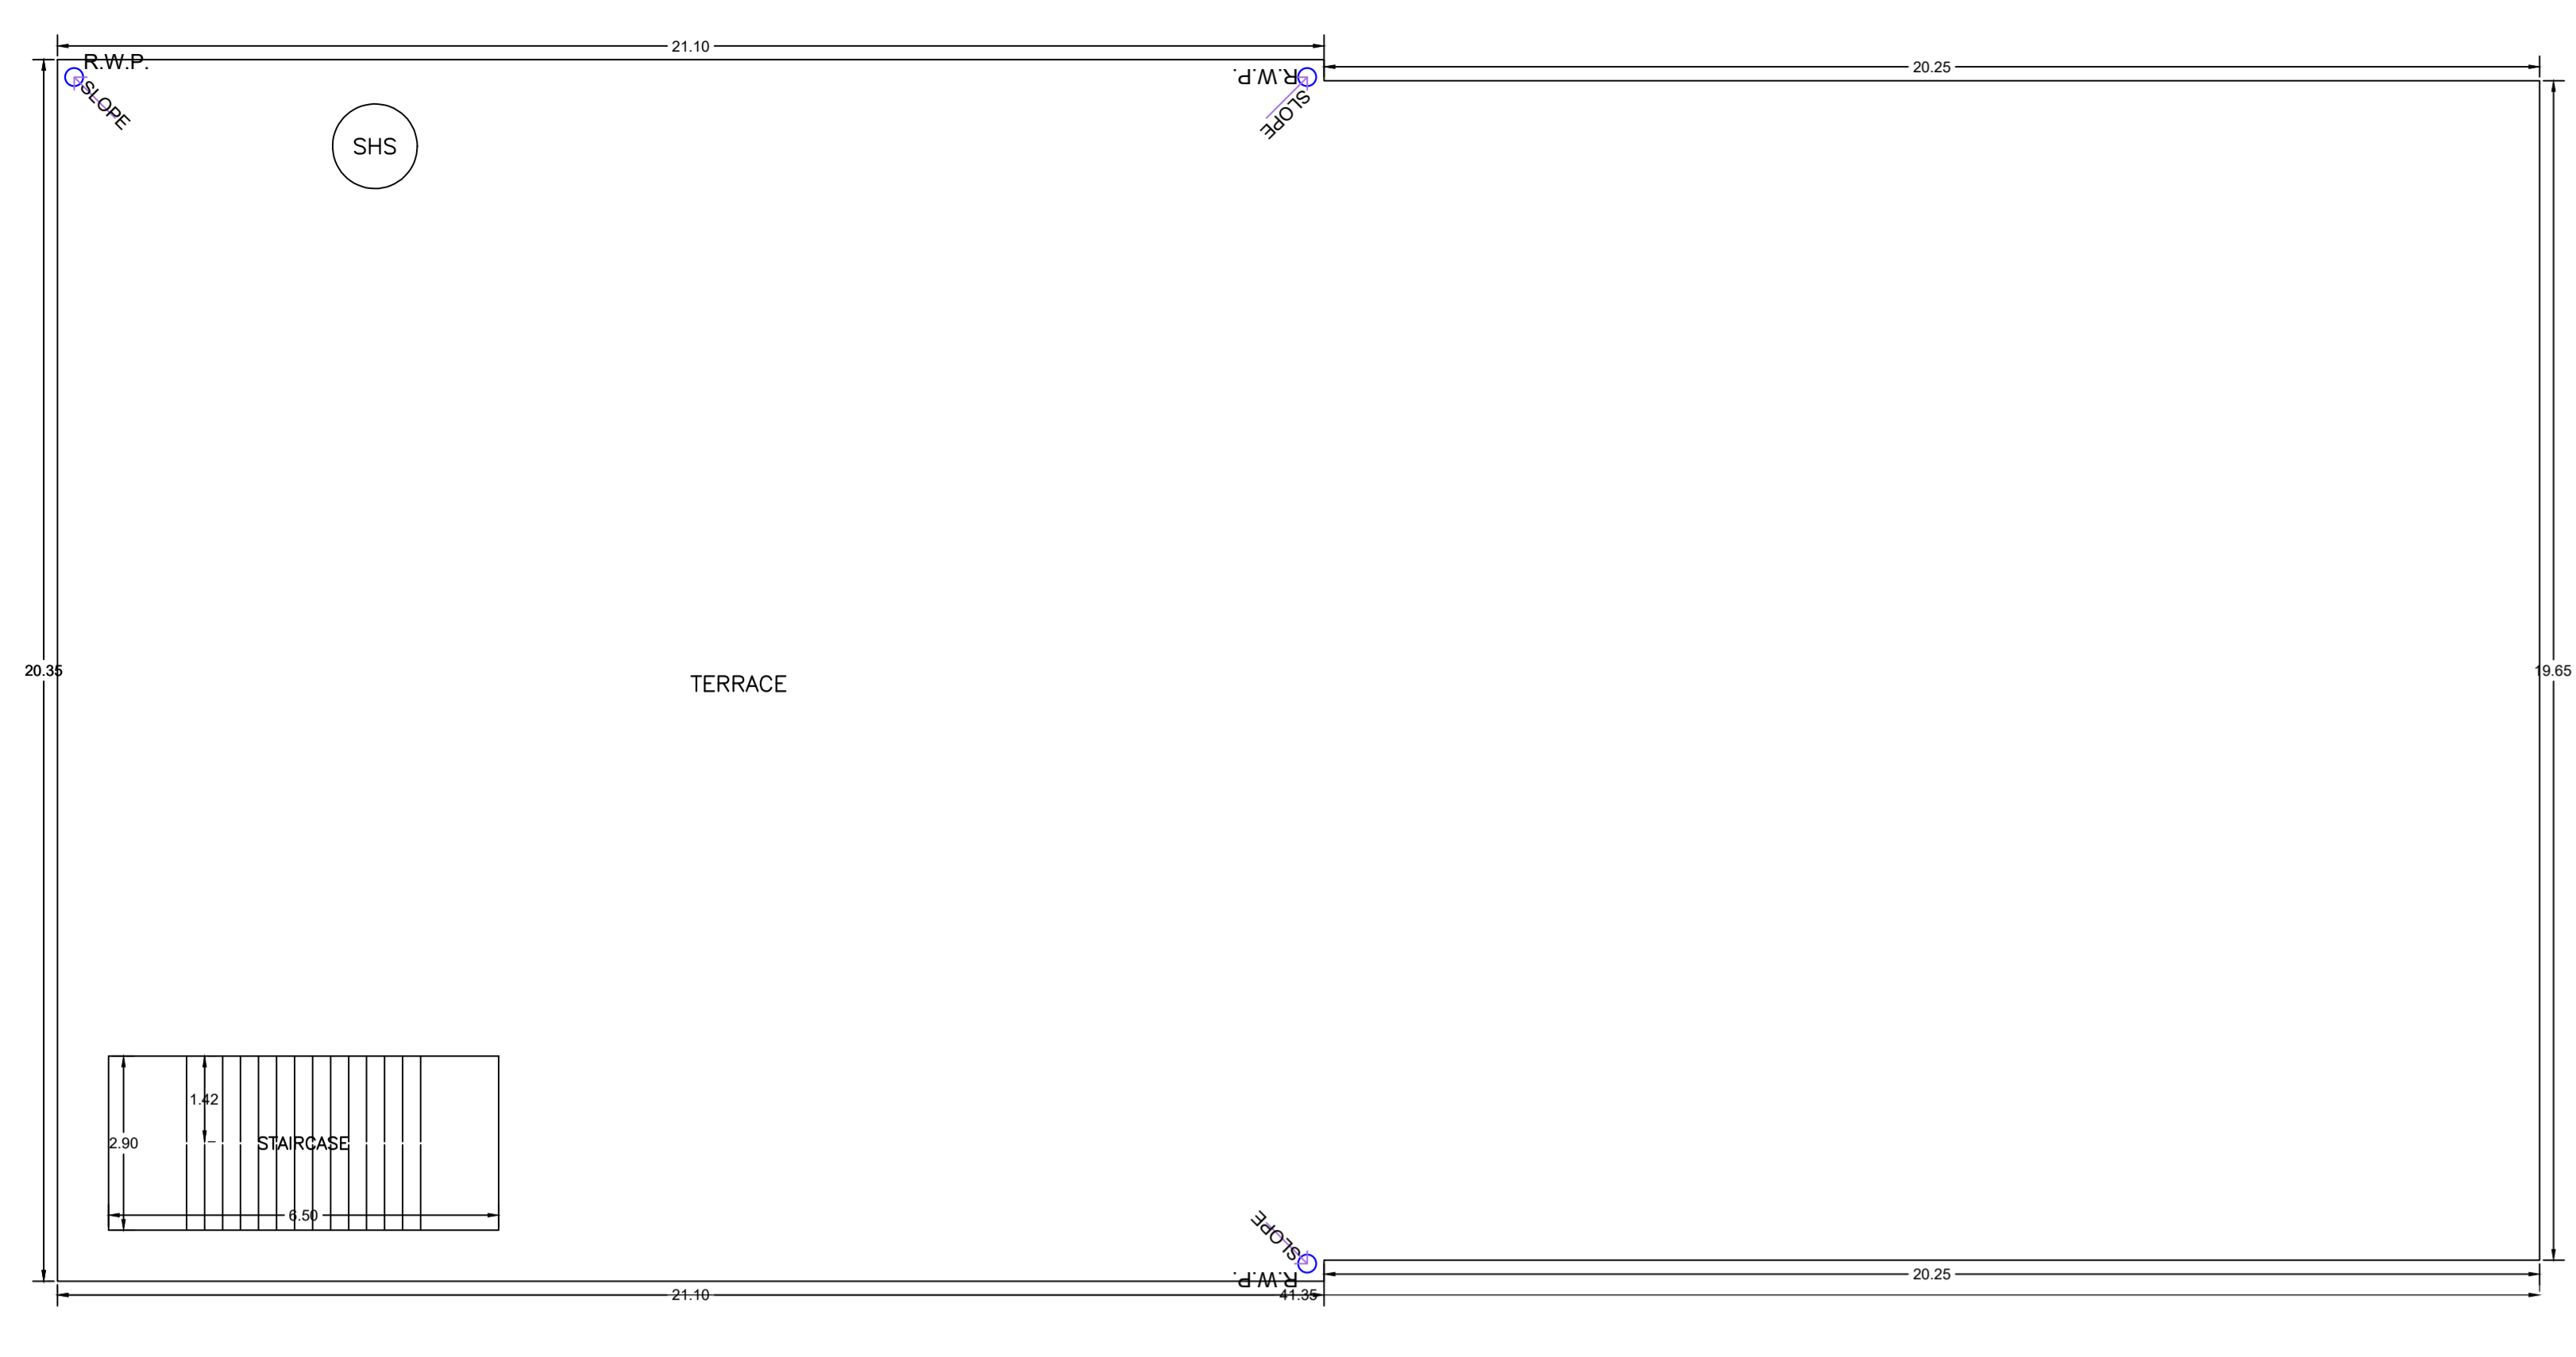 21.10
20.25
R.W.P.
SLOPE
R.W.P.
SLOPE
SHS
20.35
19.65
TERRACE
1.42
2.90
STAIRCASE
6.50
SLOPE
R.W.P.
20.25
21.10
41.35